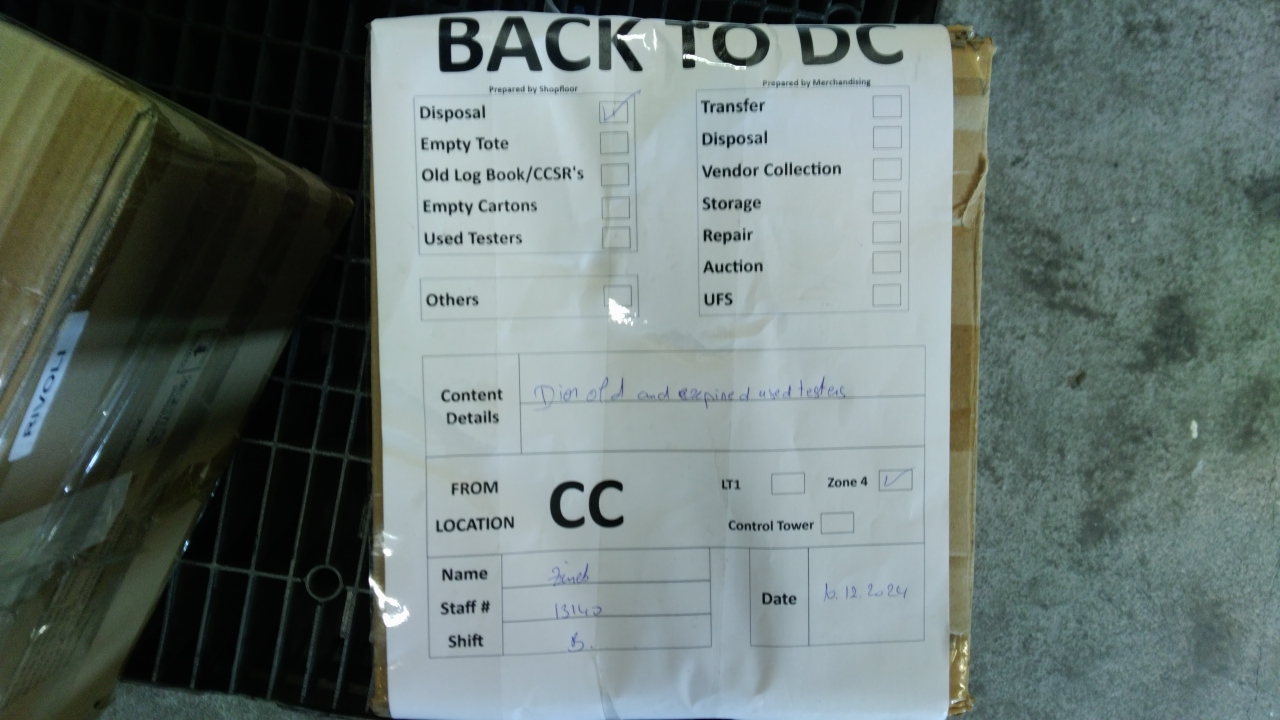 BACK TO DC
Prepared by Shopfloor
Disposal
Empty Tote
Old Log Book/CCSR's
Empty Cartons
Used Testers
Others
Prepared by Merchandising
Transfer
Disposal
Vendor Collection
Storage
Repair
Auction
UFS
Content Details
Dior old and expired used testers
FROM LOCATION
CC
LT1
Zone 4
Control Tower
Name
Staff # 13140
Shift B.
Date
10.12.2024
RIVOLI